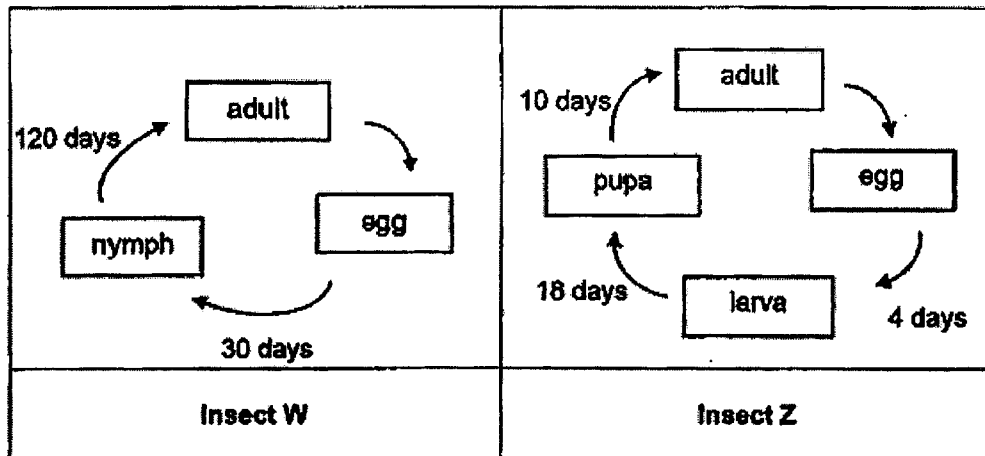 adult
120 days
nymph
egg
30 days
Insect W
adult
10 days
pupa
egg
18 days
larva
4 days
Insect Z